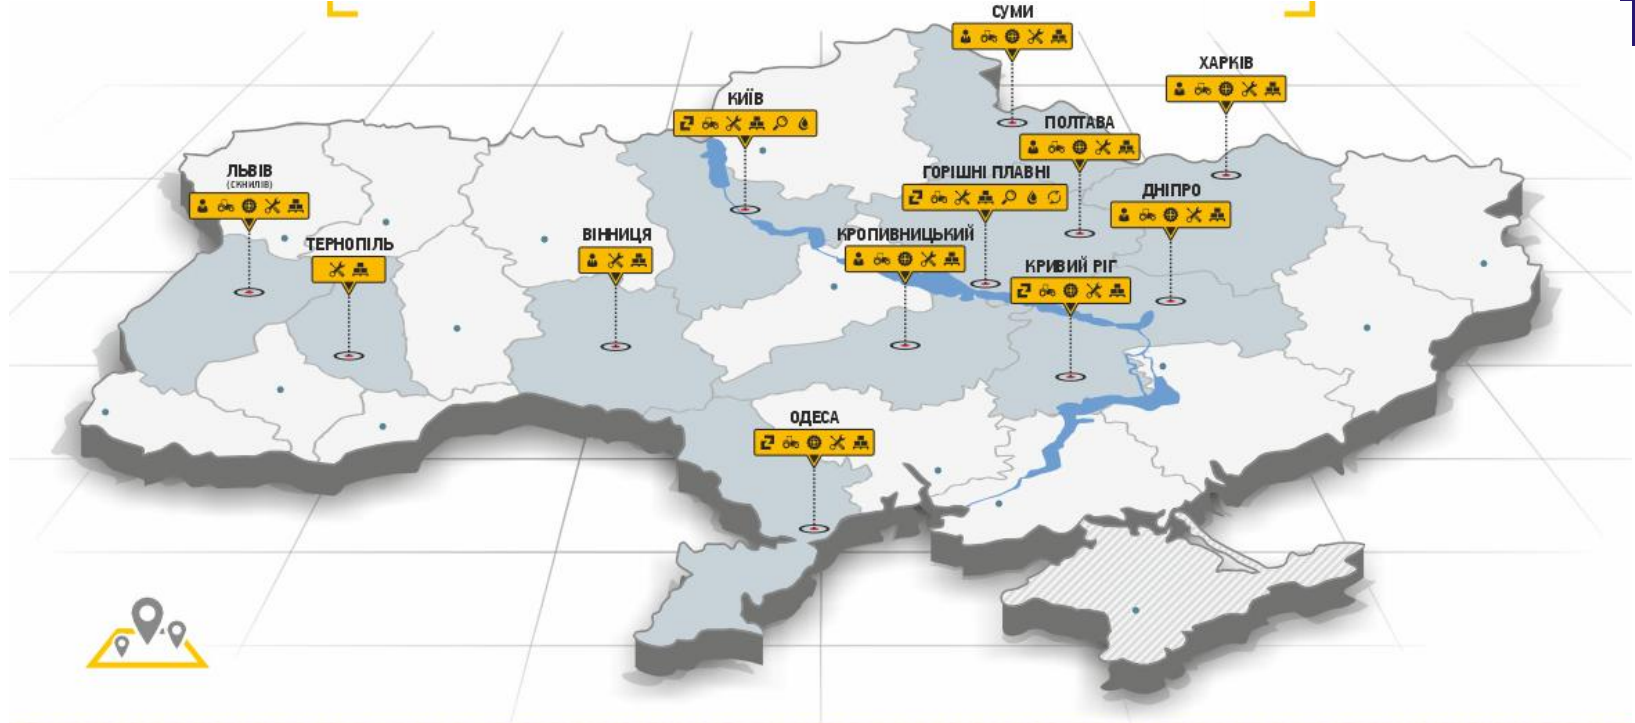 СУМИ
ХАРКІВ
КИЇВ
ПОЛТАВА
ЛЬВІВ
(СКНИЛІВ)
ГОРІШНІ ПЛАВНІ
ДНІПРО
ТЕРНОПІЛЬ
ВІННИЦЯ
КРОПИВНИЦЬКИЙ
КРИВИЙ РІГ
ОДЕСА